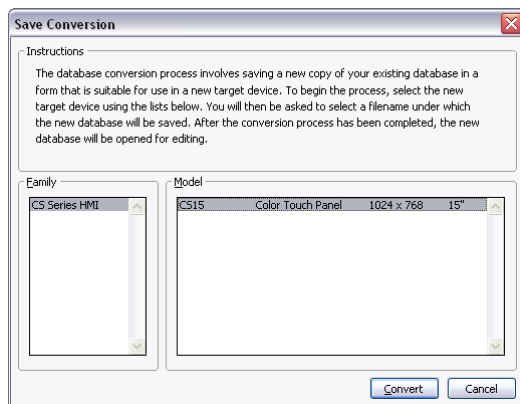 Save Conversion
Instructions
The database conversion process involves saving a new copy of your existing database in a
form that is suitable for use in a new target device. To begin the process, select the new
target device using the lists below. You will then be asked to select a filename under which
the new database will be saved. After the conversion process has been completed, the new
database will be opened for editing.
Family
Model
CS Series HMI
CS15 Color Touch Panel 1024 x 768 15"
Convert
Cancel